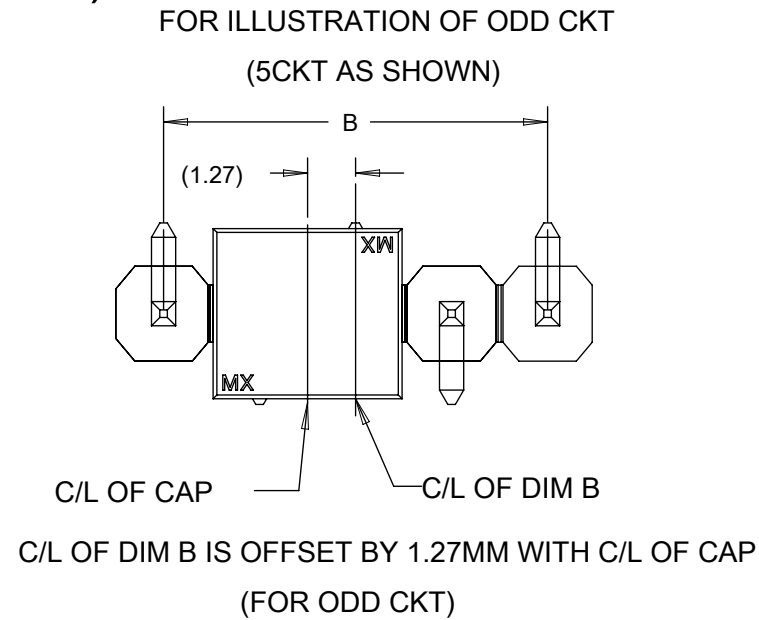 FOR ILLUSTRATION OF ODD CKT
(5CKT AS SHOWN)
B
(1.27)
MX
MX
C/L OF CAP
C/L OF DIM B
C/L OF DIM B IS OFFSET BY 1.27MM WITH C/L OF CAP
(FOR ODD CKT)